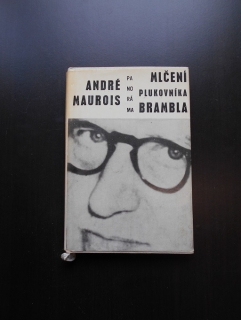 ANDRÉ
MAUROIS
PA
NO
RÁ
MA
MLČENÍ
PLUKOVNÍKA
BRAMBLA